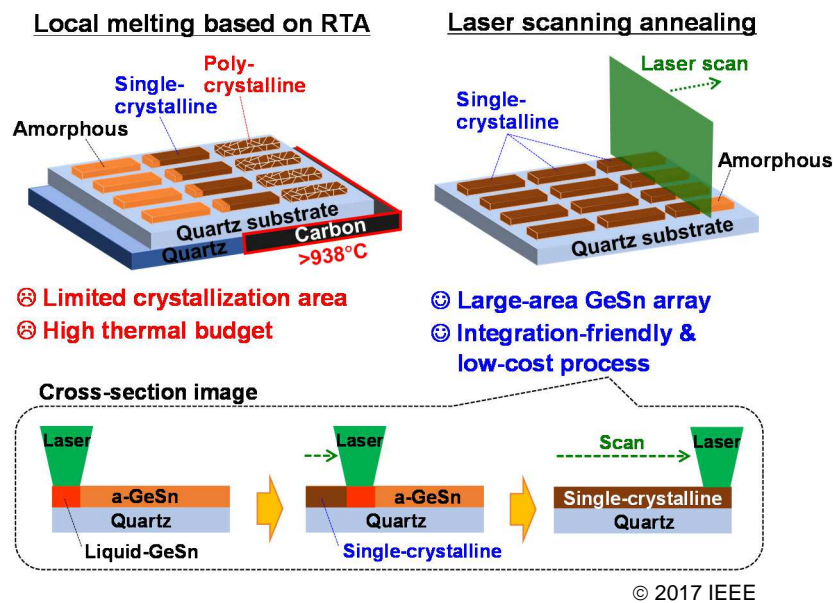 Local melting based on RTA
Single-
crystalline
Poly-
crystalline
Amorphous
Quartz substrate
Quartz
Carbon
>938°C
☹ Limited crystallization area
☹ High thermal budget
Laser scanning annealing
Laser scan
Single-
crystalline
Amorphous
Quartz substrate
☺ Large-area GeSn array
☺ Integration-friendly &
low-cost process
Cross-section image
Laser
a-GeSn
Quartz
Liquid-GeSn
Laser
a-GeSn
Quartz
Single-crystalline
Scan
Laser
Single-crystalline
Quartz
© 2017 IEEE